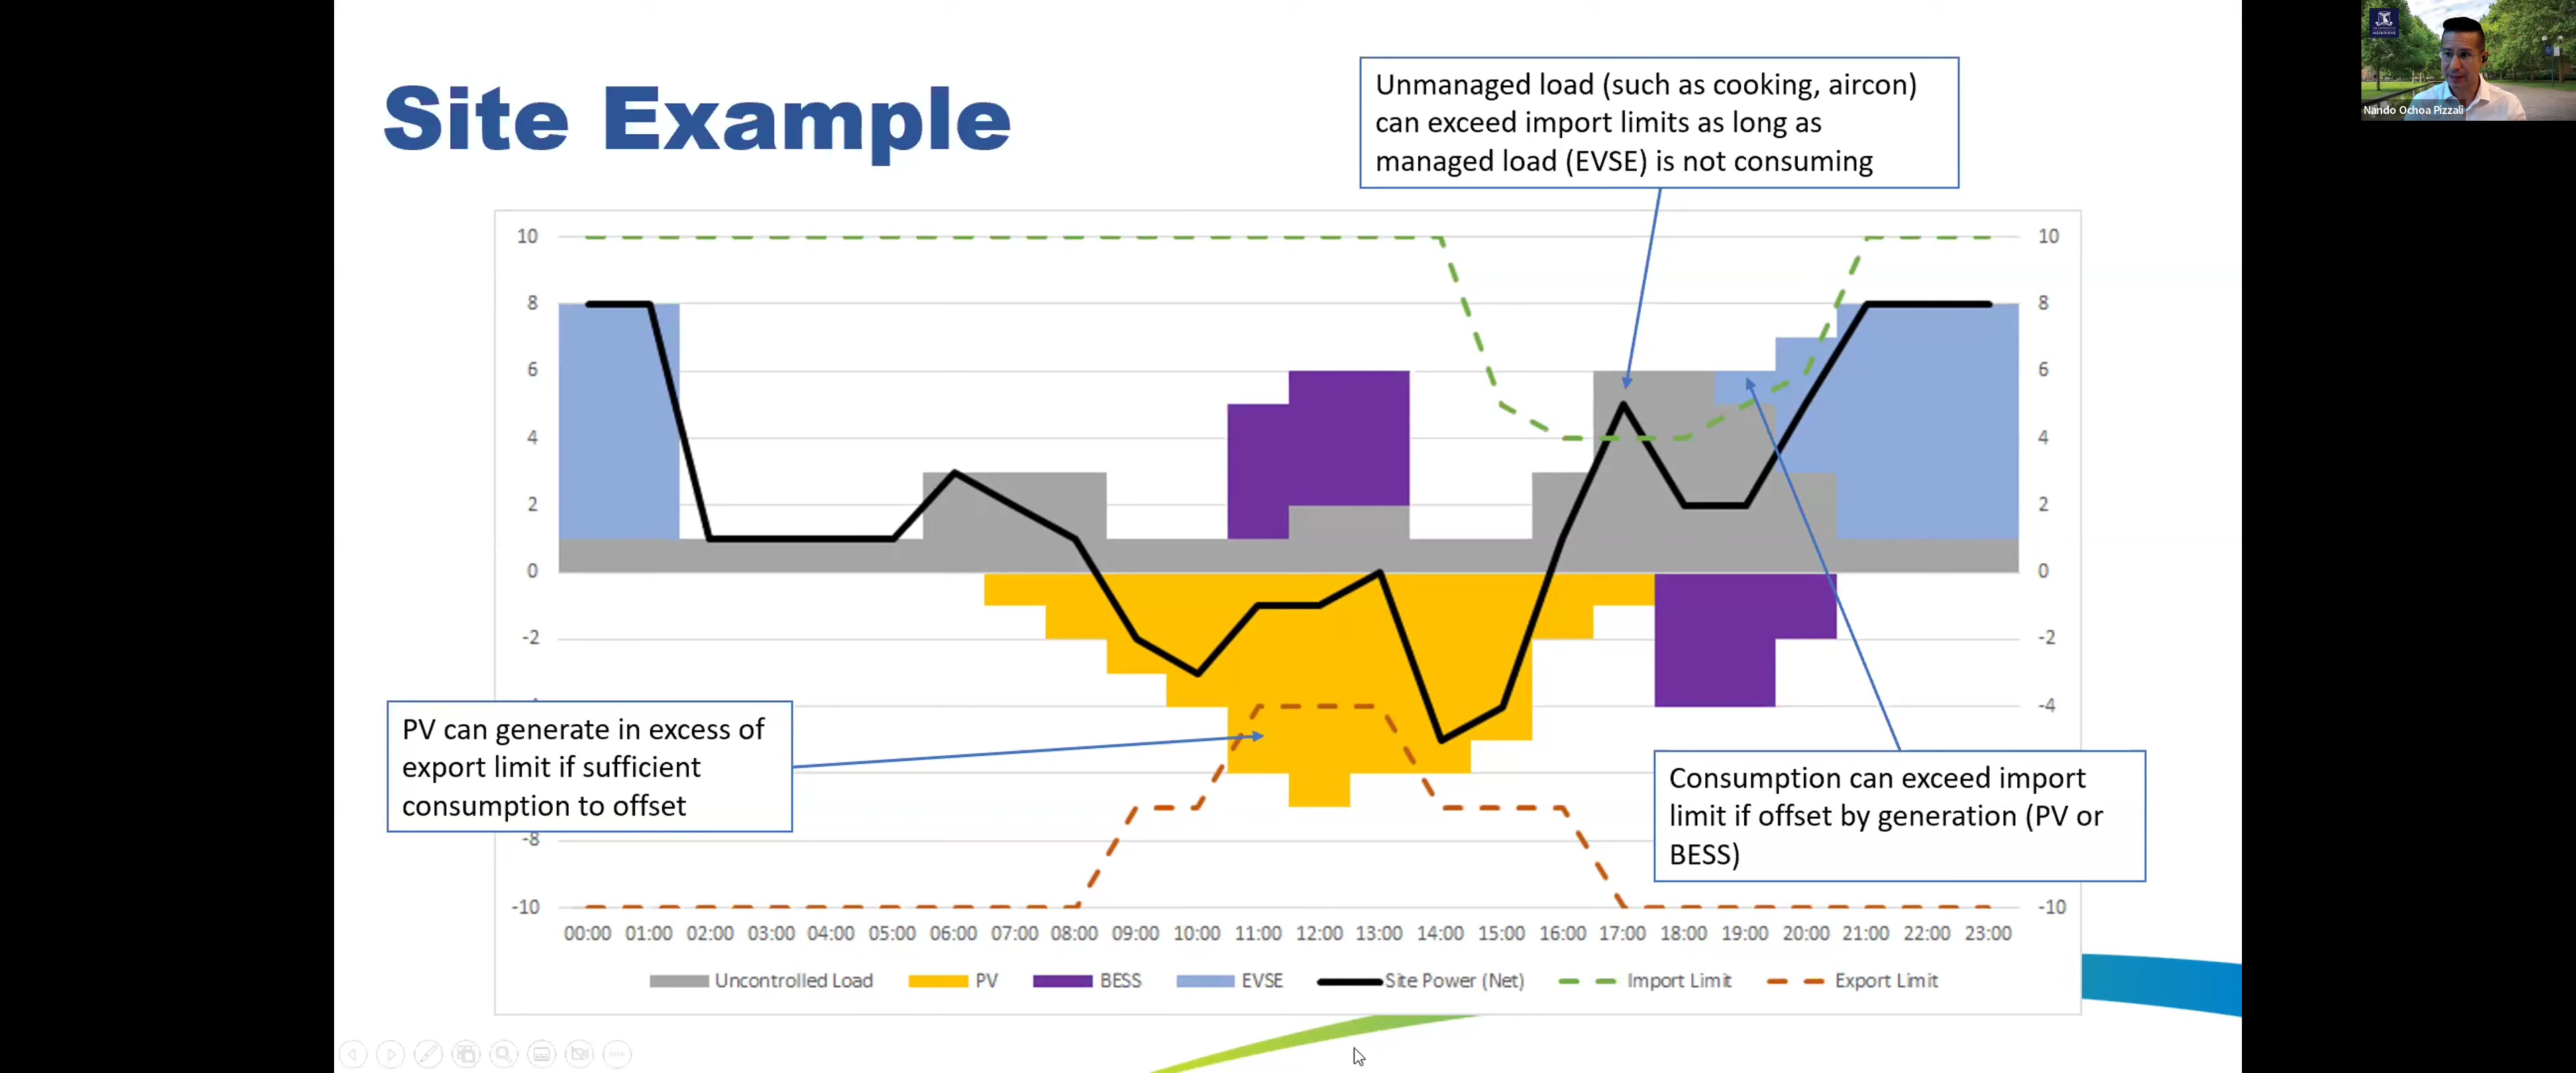 Site Example
Unmanaged load (such as cooking, aircon)
can exceed import limits as long as
managed load (EVSE) is not consuming
10
8
6
4
2
0
-2
-8
-10
10
8
6
4
2
0
-2
-4
-10
PV can generate in excess of
export limit if sufficient
consumption to offset
Consumption can exceed import
limit if offset by generation (PV or
BESS)
00:00 01:00 02:00 03:00 04:00 05:00 06:00 07:00 08:00 09:00 10:00 11:00 12:00 13:00 14:00 15:00 16:00 17:00 18:00 19:00 20:00 21:00 22:00 23:00
Uncontrolled Load PV BESS EVSE Site Power (Net) Import Limit Export Limit
Nando Ochoa Pizzali